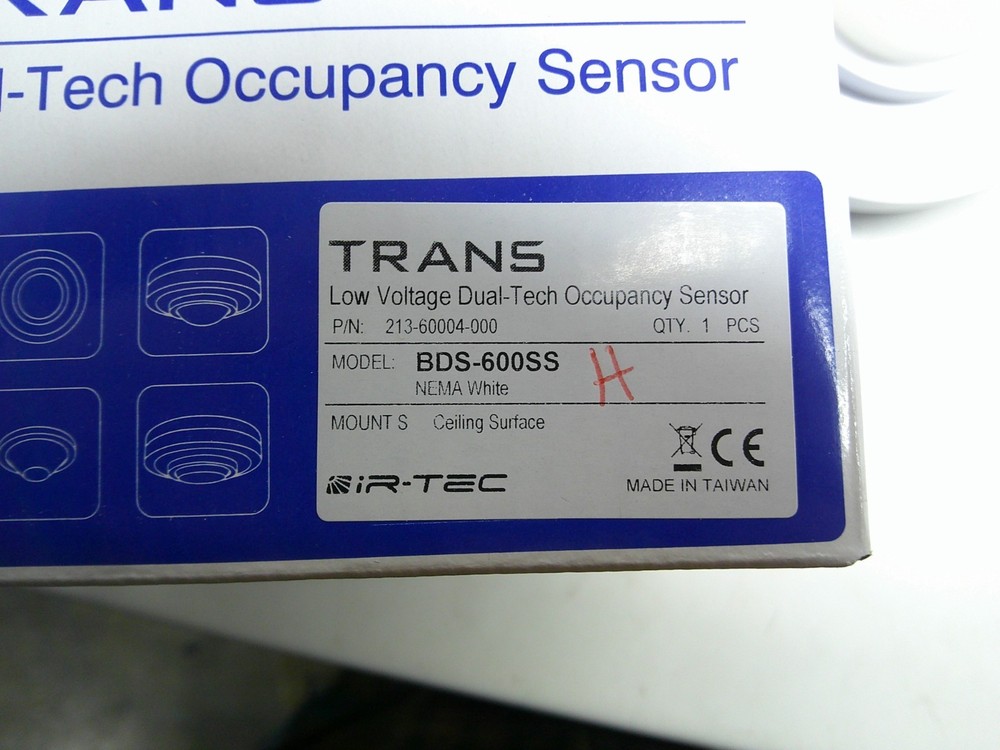 TRANS
-Tech Occupancy Sensor
TRANS
Low Voltage Dual-Tech Occupancy Sensor
P/N: 213-60004-000 QTY. 1 PCS
MODEL: BDS-600SS H
NEMA White
MOUNT S Ceiling Surface
CE
iR-TEC
MADE IN TAIWAN